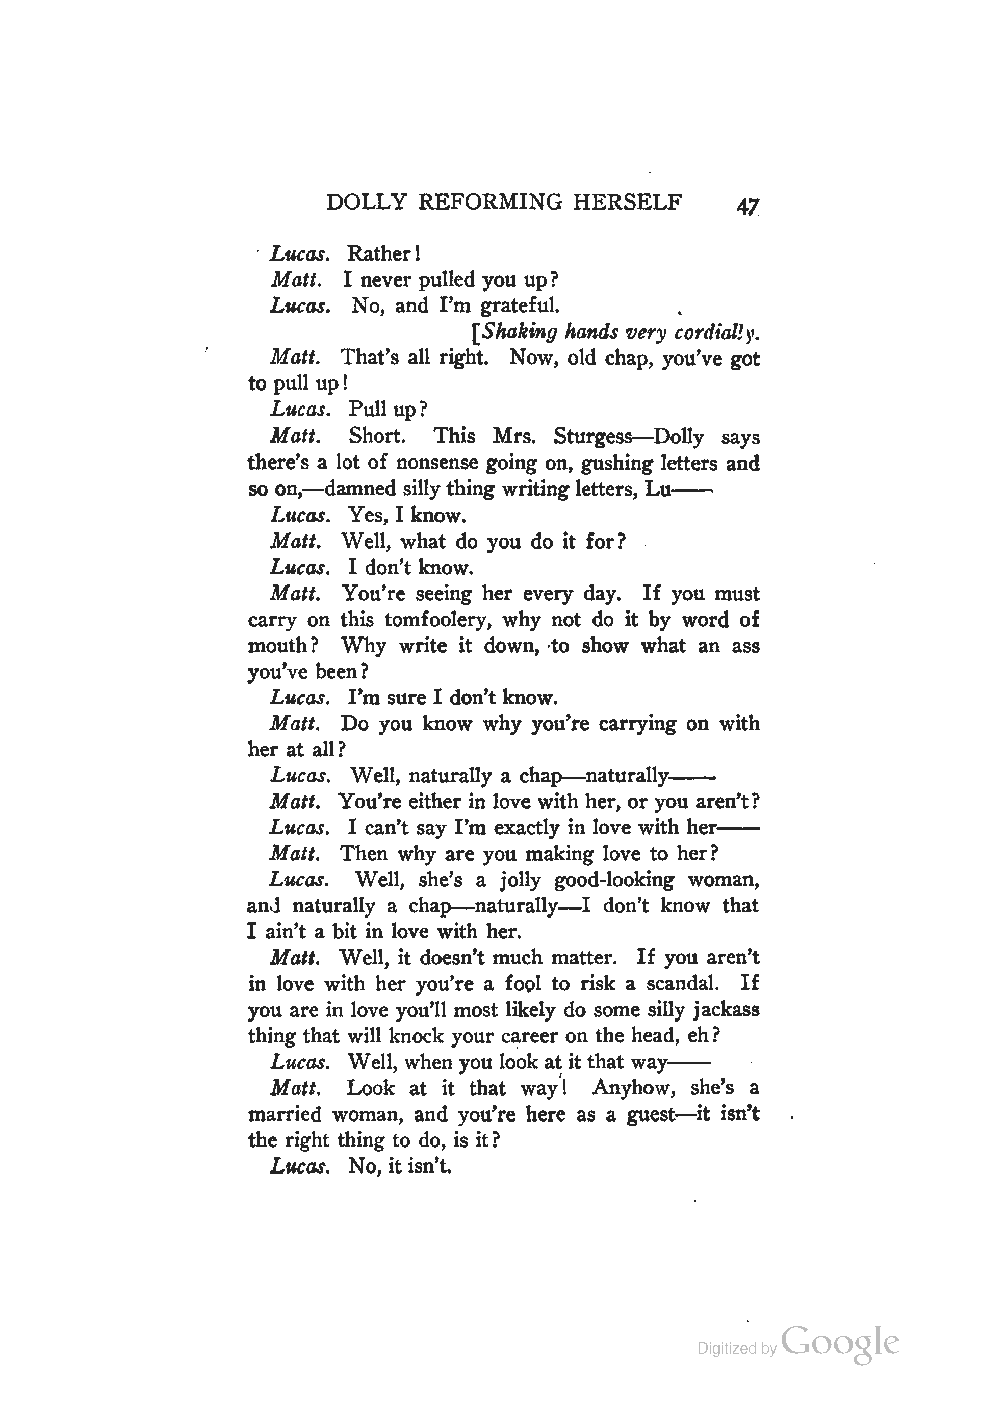 DOLLY REFORMING HERSELF 47
Lucas. Rather!
Matt. I never pulled you up?
Lucas. No, and I'm grateful.
[Shaking hands very cordially.
Matt. That's all right. Now, old chap, you've got
to pull up!
Lucas. Pull up?
Matt. Short. This Mrs. Sturgess—Dolly says
there's a lot of nonsense going on, gushing letters and
so on,—damned silly thing writing letters, Lu——
Lucas. Yes, I know.
Matt. Well, what do you do it for?
Lucas. I don't know.
Matt. You're seeing her every day. If you must
carry on this tomfoolery, why not do it by word of
mouth? Why write it down, to show what an ass
you've been?
Lucas. I'm sure I don't know.
Matt. Do you know why you're carrying on with
her at all?
Lucas. Well, naturally a chap—naturally——
Matt. You're either in love with her, or you aren't?
Lucas. I can't say I'm exactly in love with her——
Matt. Then why are you making love to her?
Lucas. Well, she's a jolly good-looking woman,
and naturally a chap—naturally—I don't know that
I ain't a bit in love with her.
Matt. Well, it doesn't much matter. If you aren't
in love with her you're a fool to risk a scandal. If
you are in love you'll most likely do some silly jackass
thing that will knock your career on the head, eh?
Lucas. Well, when you look at it that way——
Matt. Look at it that way! Anyhow, she's a
married woman, and you're here as a guest—it isn't
the right thing to do, is it?
Lucas. No, it isn't.
Digitized by Google